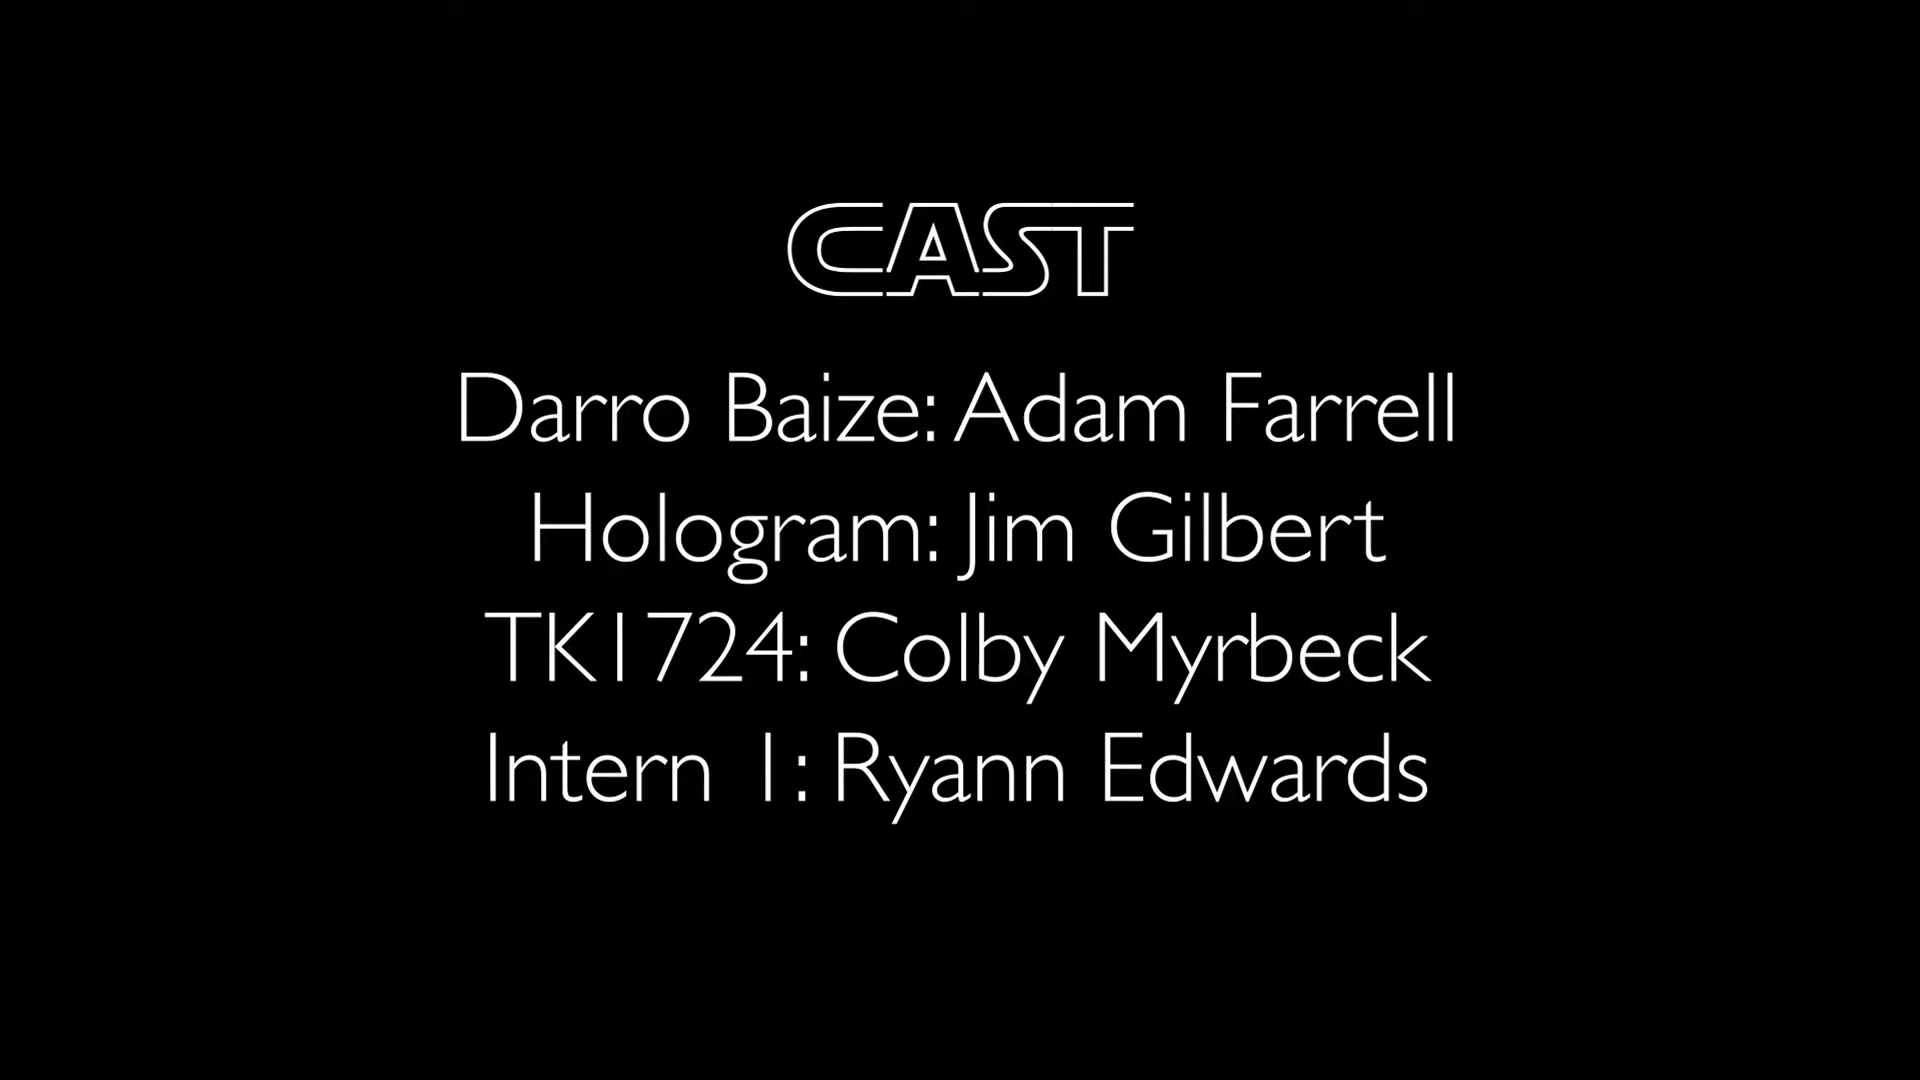 CAST
Darro Baize: Adam Farrell
Hologram: Jim Gilbert
TK1724: Colby Myrbeck
Intern 1: Ryann Edwards